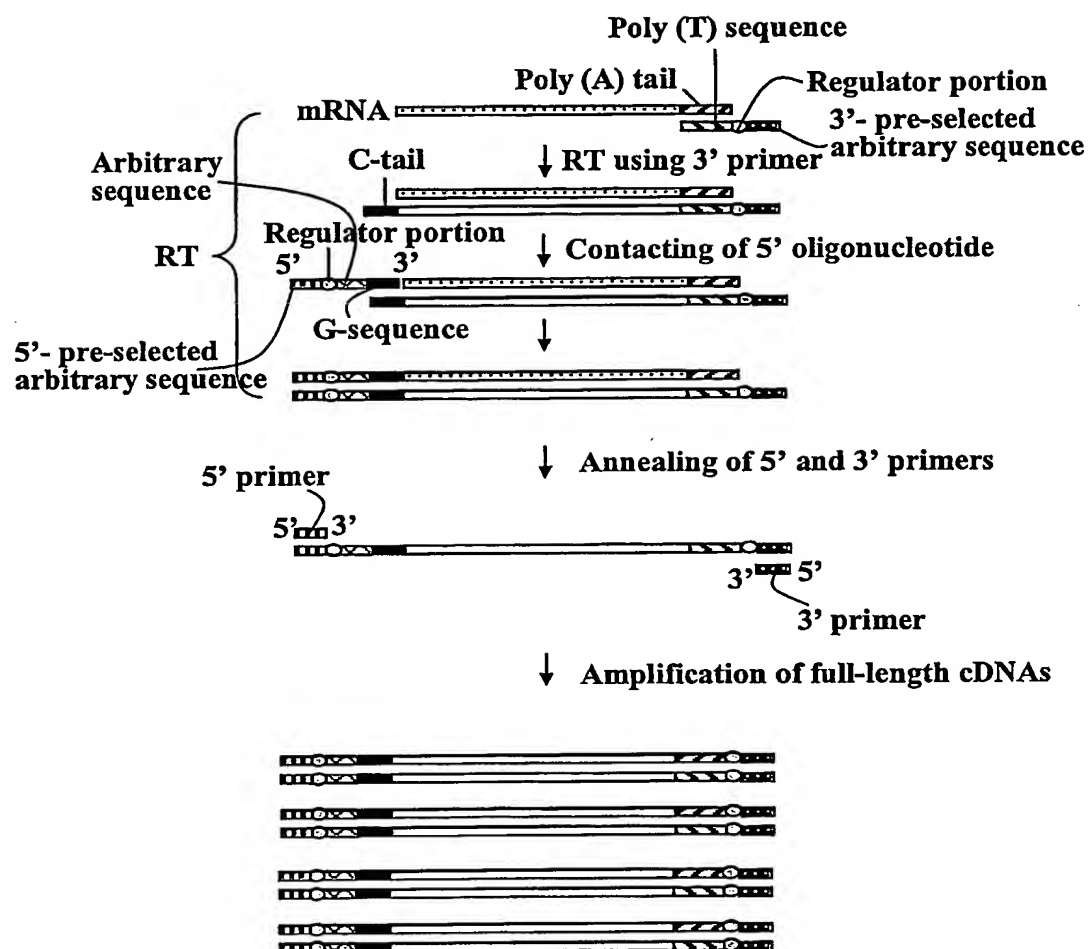 Poly (T) sequence
Poly (A) tail
Regulator portion
mRNA
3'- pre-selected
arbitrary sequence
RT using 3' primer
Arbitrary
sequence
C-tail
Regulator portion
Contacting of 5' oligonucleotide
RT
5' 3'
G-sequence
5'- pre-selected
arbitrary sequence
Annealing of 5' and 3' primers
5' primer
5' 3'
3' 5'
3' primer
Amplification of full-length cDNAs